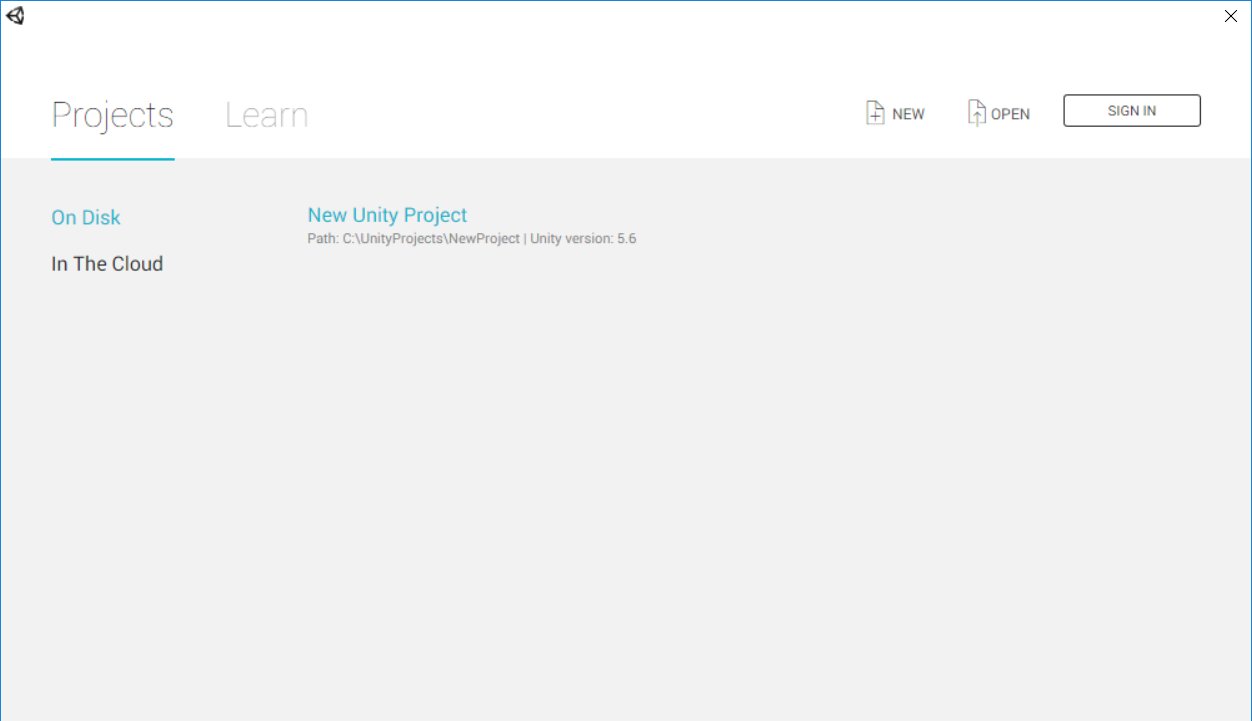 Projects
Learn
NEW
OPEN
SIGN IN
On Disk
In The Cloud
New Unity Project
Path: C:\UnityProjects\NewProject | Unity version: 5.6